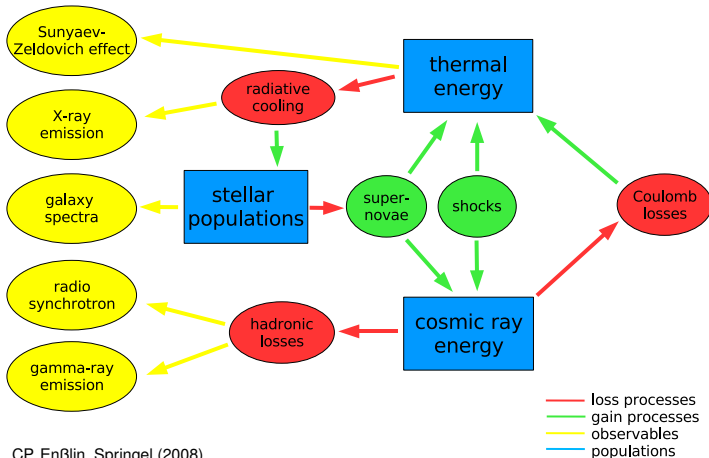 Sunyaev-
Zeldovich effect
thermal
energy
radiative
cooling
X-ray
emission
stellar
populations
super-
novae
shocks
Coulomb
losses
galaxy
spectra
radio
synchrotron
hadronic
losses
cosmic ray
energy
gamma-ray
emission
loss processes
gain processes
observables
populations
CP, Enßlin, Springel (2008)